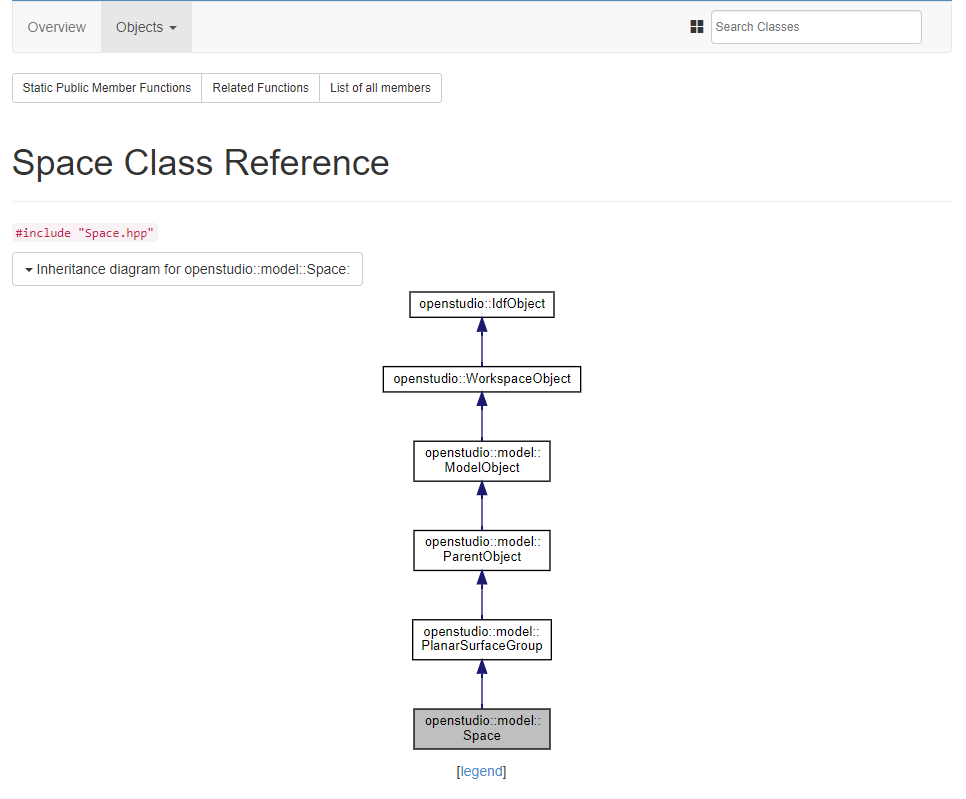 Overview Objects Search Classes
Static Public Member Functions Related Functions List of all members
Space Class Reference
#include "Space.hpp"
Inheritance diagram for openstudio::model::Space:
openstudio::IdfObject
openstudio::WorkspaceObject
openstudio::model::
ModelObject
openstudio::model::
ParentObject
openstudio::model::
PlanarSurfaceGroup
openstudio::model::
Space
[legend]